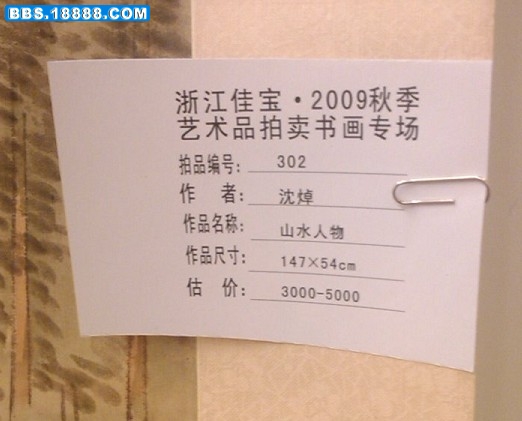 BBS.18888.COM
浙江佳宝·2009秋季
艺术品拍卖书画专场
拍品编号: 302
作 者: 沈焯
作品名称: 山水人物
作品尺寸: 147×54cm
估 价: 3000-5000